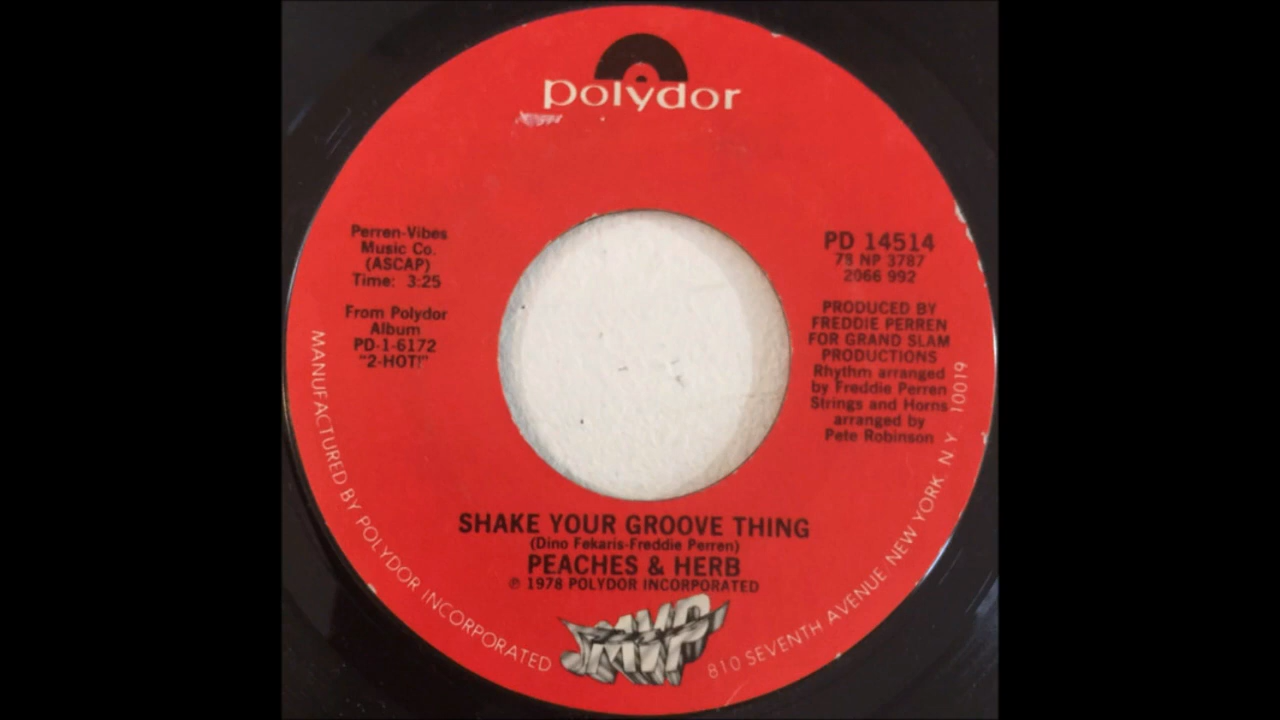 polydor
Perren-Vibes
Music Co.
(ASCAP)
Time: 3:25
From Polydor
Album
PD-1-6172
"2-HOT!"
PD 14514
78 NP 3787
2066 992
PRODUCED BY
FREDDIE PERREN
FOR GRAND SLAM
PRODUCTIONS
Rhythm arranged
by Freddie Perren
Strings and Horns
arranged by
Pete Robinson
SHAKE YOUR GROOVE THING
(Dino Fekaris-Freddie Perren)
PEACHES & HERB
℗ 1978 POLYDOR INCORPORATED
MVP
MANUFACTURED BY POLYDOR INCORPORATED
810 SEVENTH AVENUE NEW YORK, N Y 10019